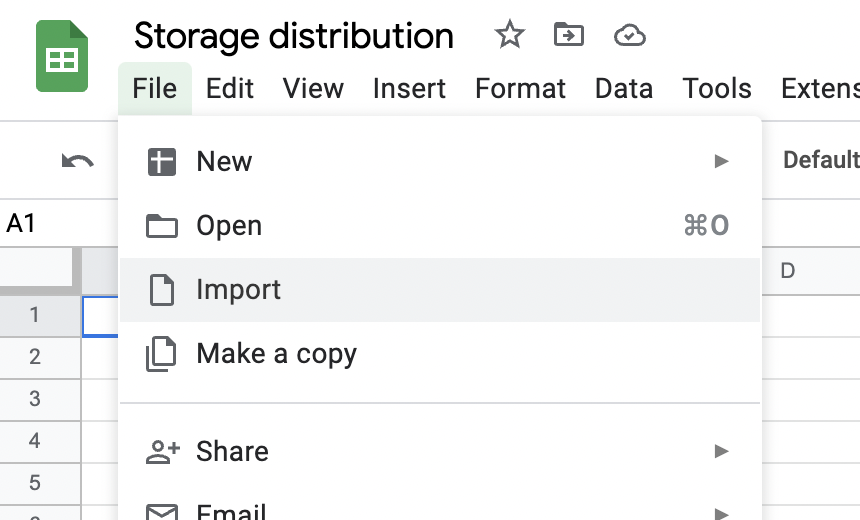 Storage distribution
File Edit View Insert Format Data Tools Extens
New
Default
Open ⌘O
A1
Import
D
1
Make a copy
2
3
4
Share
5
Email